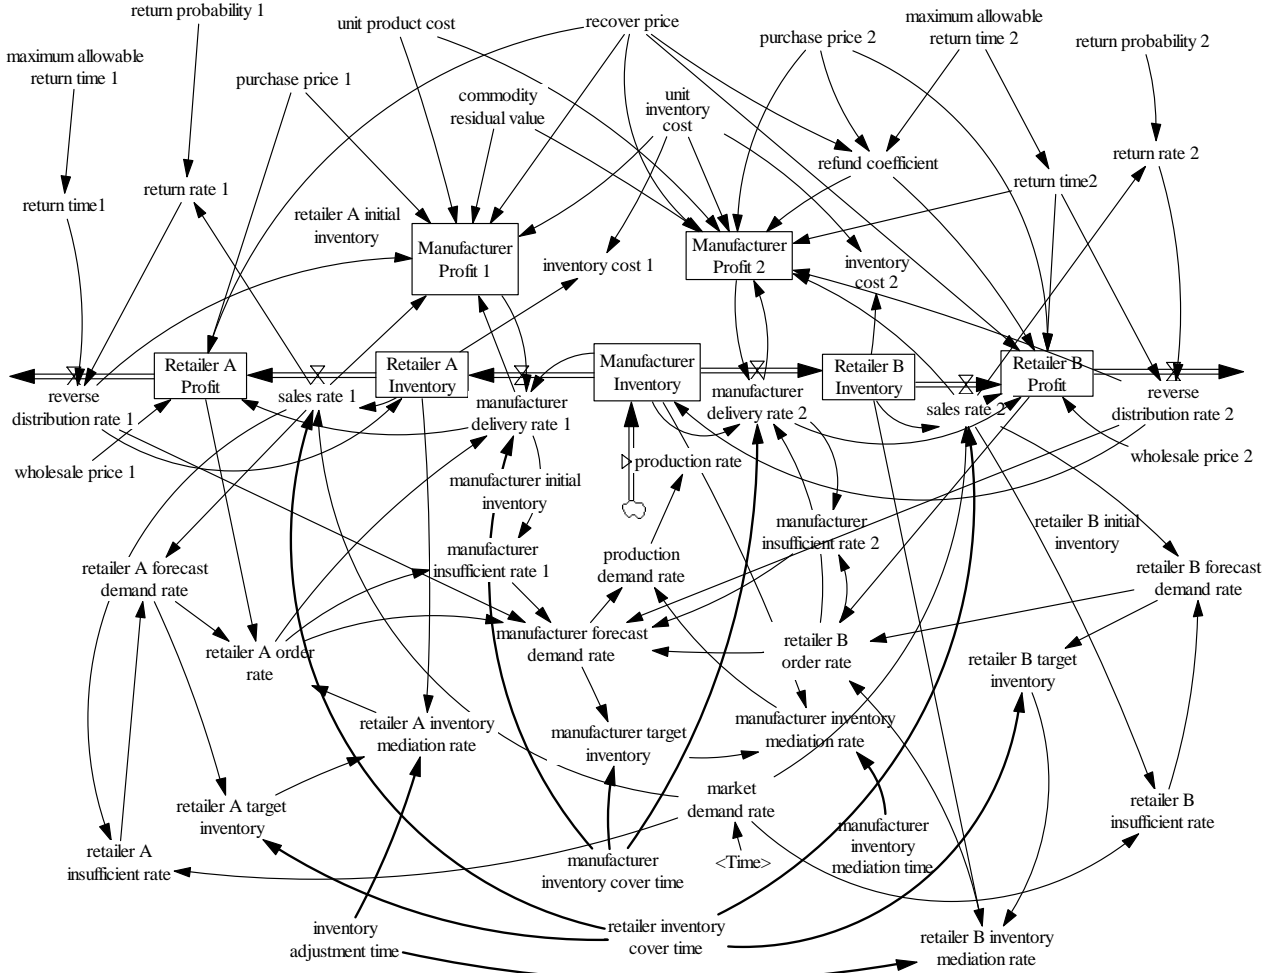 return probability 1
unit product cost
recover price
purchase price 2
maximum allowable
return time 2
return probability 2
maximum allowable
return time 1
purchase price 1
commodity
residual value
unit
inventory
cost
refund coefficient
return rate 2
return time1
return rate 1
return time2
retailer A initial
inventory
Manufacturer
Profit 1
inventory cost 1
Manufacturer
Profit 2
inventory
cost 2
Retailer A
Profit
Retailer A
Inventory
Manufacturer
Inventory
Retailer B
Inventory
Retailer B
Profit
reverse
distribution rate 1
sales rate 1
manufacturer
delivery rate 1
manufacturer
delivery rate 2
sales rate 2
reverse
distribution rate 2
wholesale price 1
production rate
wholesale price 2
manufacturer initial
inventory
manufacturer
insufficient rate 2
retailer B initial
inventory
retailer A forecast
demand rate
manufacturer
insufficient rate 1
production
demand rate
retailer B forecast
demand rate
retailer A order
rate
manufacturer forecast
demand rate
retailer B
order rate
retailer B target
inventory
retailer A inventory
mediation rate
manufacturer target
inventory
manufacturer inventory
mediation rate
retailer A target
inventory
market
demand rate
retailer B
insufficient rate
retailer A
insufficient rate
manufacturer
inventory cover time
<Time>
manufacturer
inventory
mediation time
inventory
adjustment time
retailer inventory
cover time
retailer B inventory
mediation rate